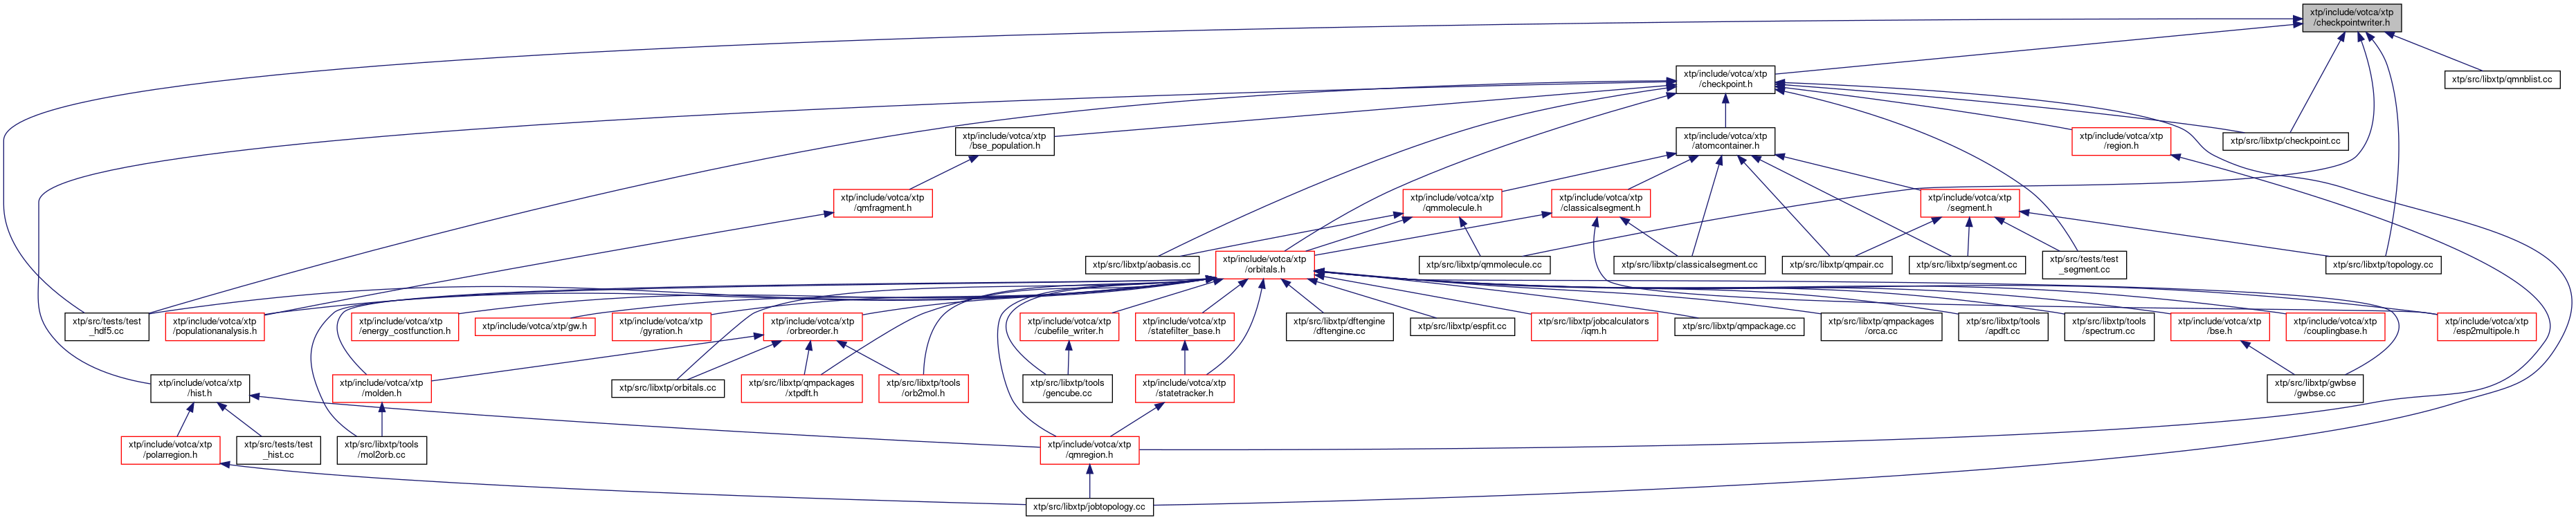 xtp/include/votca/xtp
/checkpointwriter.h
xtp/include/votca/xtp
/checkpoint.h
xtp/src/libxtp/qmnblist.cc
xtp/include/votca/xtp
/bse_population.h
xtp/include/votca/xtp
/atomcontainer.h
xtp/include/votca/xtp
/region.h
xtp/src/libxtp/checkpoint.cc
xtp/include/votca/xtp
/qmfragment.h
xtp/include/votca/xtp
/qmmolecule.h
xtp/include/votca/xtp
/classicalsegment.h
xtp/include/votca/xtp
/segment.h
xtp/src/libxtp/aobasis.cc
xtp/include/votca/xtp
/orbitals.h
xtp/src/libxtp/qmmolecule.cc
xtp/src/libxtp/classicalsegment.cc
xtp/src/libxtp/qmpair.cc
xtp/src/libxtp/segment.cc
xtp/src/tests/test
_segment.cc
xtp/src/libxtp/topology.cc
xtp/src/tests/test
_hdf5.cc
xtp/include/votca/xtp
/populationanalysis.h
xtp/include/votca/xtp
/energy_costfunction.h
xtp/include/votca/xtp/gw.h
xtp/include/votca/xtp
/gyration.h
xtp/include/votca/xtp
/orbreorder.h
xtp/include/votca/xtp
/cubefile_writer.h
xtp/include/votca/xtp
/statefilter_base.h
xtp/src/libxtp/dftengine
/dftengine.cc
xtp/src/libxtp/espfit.cc
xtp/src/libxtp/jobcalculators
/iqm.h
xtp/src/libxtp/qmpackage.cc
xtp/src/libxtp/qmpackages
/orca.cc
xtp/src/libxtp/tools
/apdft.cc
xtp/src/libxtp/tools
/spectrum.cc
xtp/include/votca/xtp
/bse.h
xtp/include/votca/xtp
/couplingbase.h
xtp/include/votca/xtp
/esp2multipole.h
xtp/include/votca/xtp
/hist.h
xtp/include/votca/xtp
/molden.h
xtp/src/libxtp/orbitals.cc
xtp/src/libxtp/qmpackages
/xtpdft.h
xtp/src/libxtp/tools
/orb2mol.h
xtp/src/libxtp/tools
/gencube.cc
xtp/include/votca/xtp
/statetracker.h
xtp/src/libxtp/gwbse
/gwbse.cc
xtp/include/votca/xtp
/polarregion.h
xtp/src/tests/test
_hist.cc
xtp/src/libxtp/tools
/mol2orb.cc
xtp/include/votca/xtp
/qmregion.h
xtp/src/libxtp/jobtopology.cc